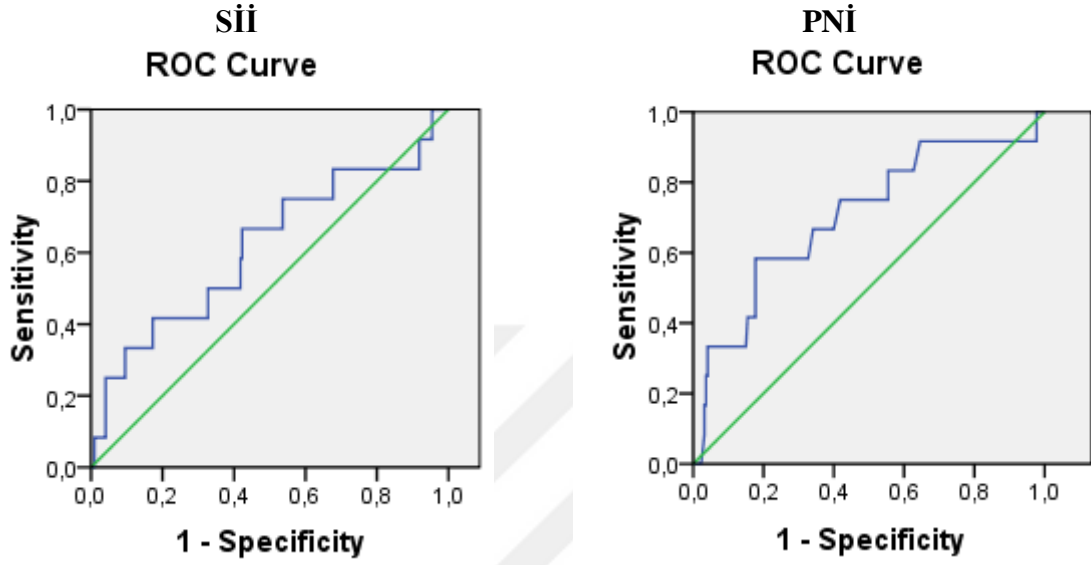 Sİİ
ROC Curve
1,0
0,8
0,6
0,4
0,2
0,0
Sensitivity
0,0 0,2 0,4 0,6 0,8 1,0
1 - Specificity
PNİ
ROC Curve
1,0
0,8
0,6
0,4
0,2
0,0
Sensitivity
0,0 0,2 0,4 0,6 0,8 1,0
1 - Specificity